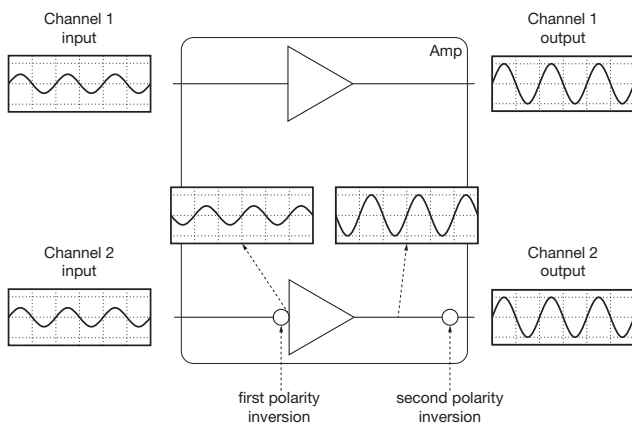 Channel 1
input
Amp
Channel 1
output
Channel 2
input
Channel 2
output
first polarity
inversion
second polarity
inversion